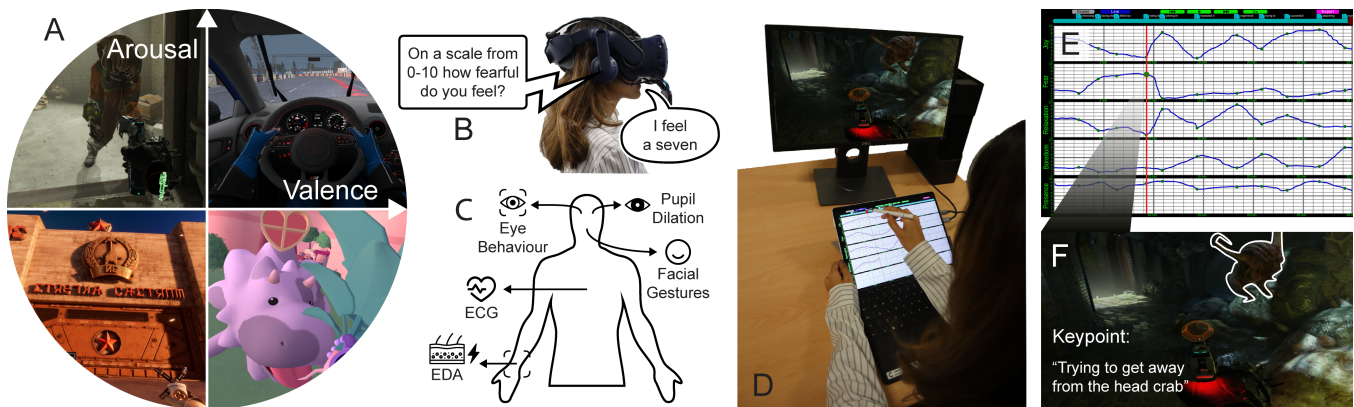 A
Arousal
Valence
On a scale from
0-10 how fearful
do you feel?
B
I feel
a seven
C
Eye
Behaviour
Pupil
Dilation
Facial
Gestures
ECG
EDA
D
E
Joy
Fear
Relaxation
Boredom
Presence
F
Keypoint:
"Trying to get away
from the head crab"